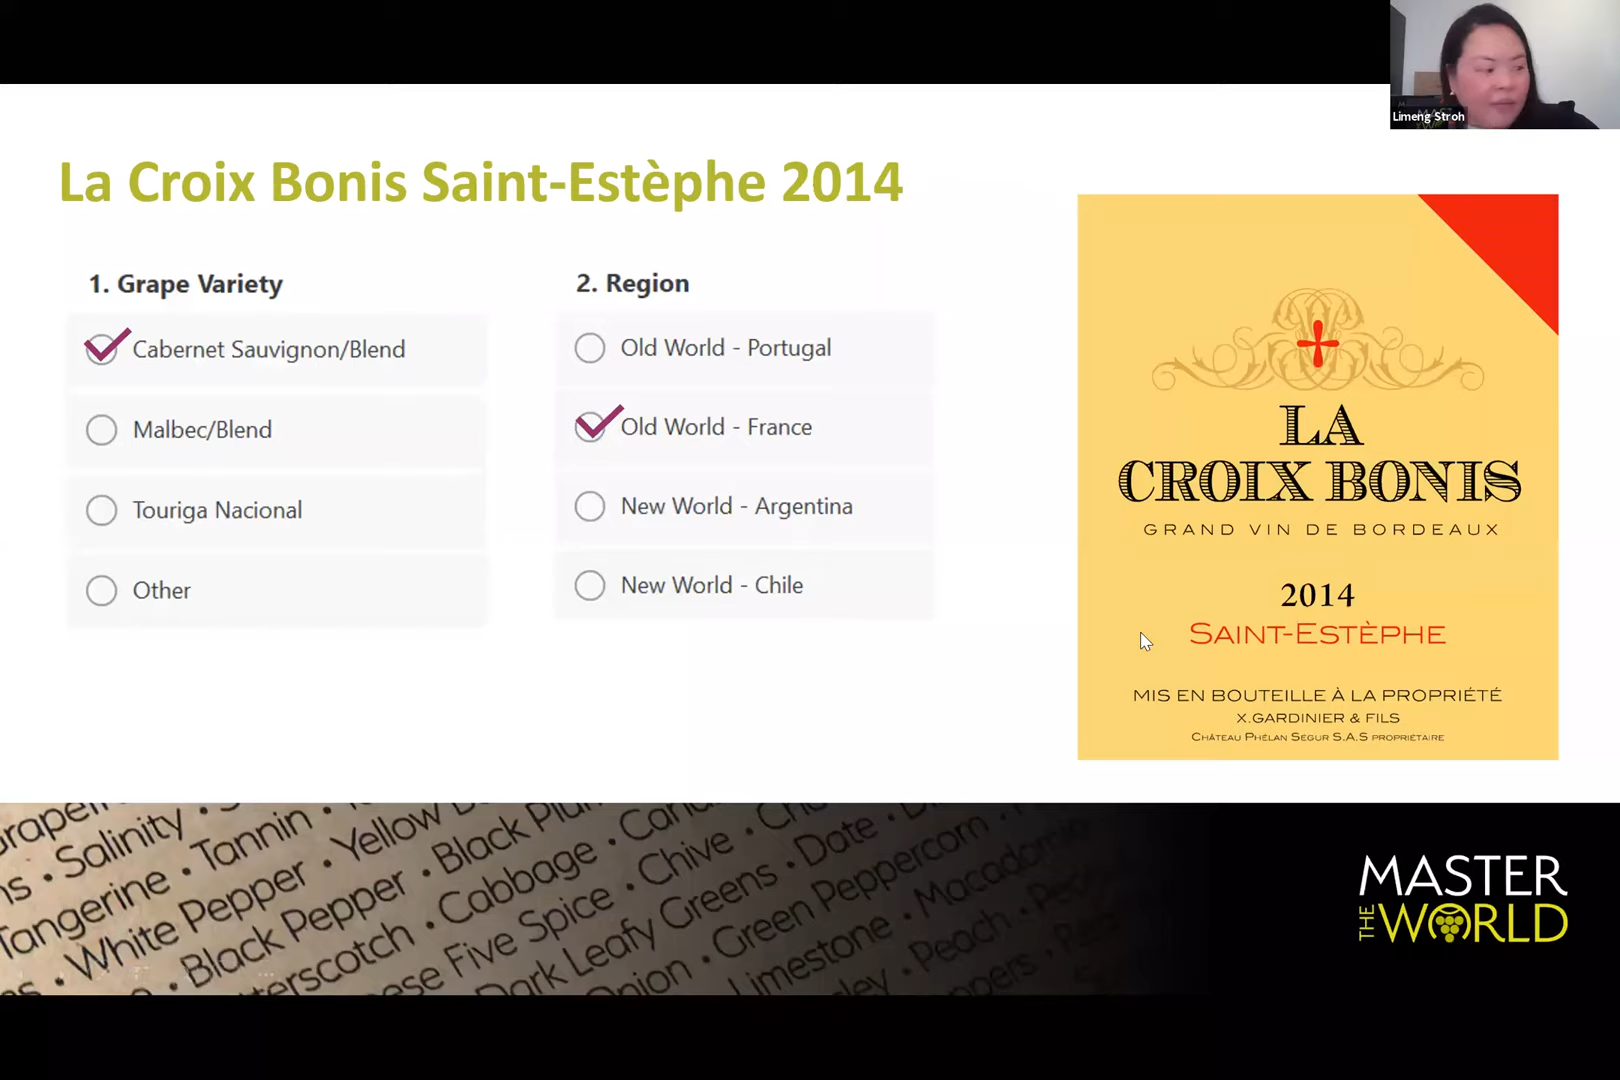 Limeng Stroh
La Croix Bonis Saint-Estèphe 2014
1. Grape Variety
Cabernet Sauvignon/Blend
Malbec/Blend
Touriga Nacional
Other
2. Region
Old World - Portugal
Old World - France
New World - Argentina
New World - Chile
LA
CROIX BONIS
GRAND VIN DE BORDEAUX
2014
SAINT-ESTÈPHE
MIS EN BOUTEILLE À LA PROPRIÉTÉ
X.GARDINIER & FILS
CHÂTEAU PHÉLAN SEGUR S.A.S PROPRIÉTAIRE
• Salinity •
Tangerine • Tannin •
• White Pepper • Yellow
• Black Pepper • Black Plum
• Cabbage •
Five Spice • Chive •
Dark Leafy Greens • Date •
• Green Peppercorn •
Limestone • Macadamia
• Peach •
MASTER
THE WORLD